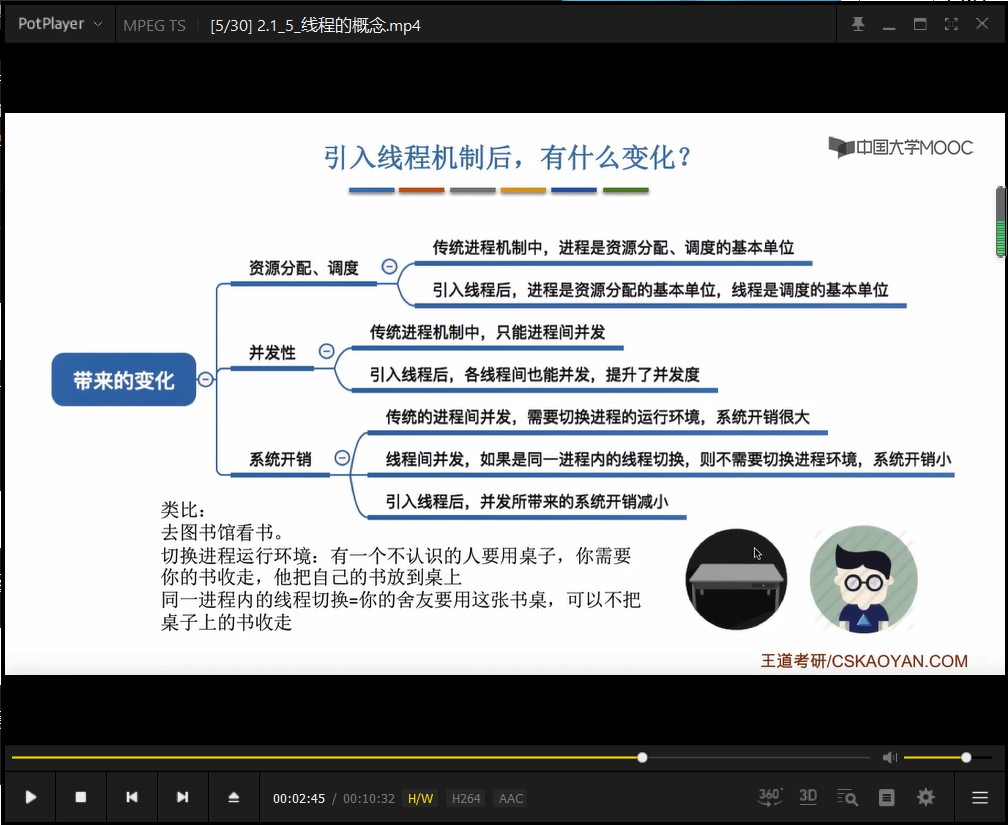 PotPlayer
MPEG TS
[5/30] 2.1_5_线程的概念.mp4
引入线程机制后，有什么变化？
中国大学MOOC
带来的变化
资源分配、调度
传统进程机制中，进程是资源分配、调度的基本单位
引入线程后，进程是资源分配的基本单位，线程是调度的基本单位
并发性
传统进程机制中，只能进程间并发
引入线程后，各线程间也能并发，提升了并发度
系统开销
传统的进程间并发，需要切换进程的运行环境，系统开销很大
线程间并发，如果是同一进程内的线程切换，则不需要切换进程环境，系统开销小
引入线程后，并发所带来的系统开销减小
类比：
去图书馆看书。
切换进程运行环境：有一个不认识的人要用桌子，你需要
你的书收走，他把自己的书放到桌上
同一进程内的线程切换=你的舍友要用这张书桌，可以不把
桌子上的书收走
王道考研/CSKAOYAN.COM
00:02:45 / 00:10:32 H/W H264 AAC
360° 3D